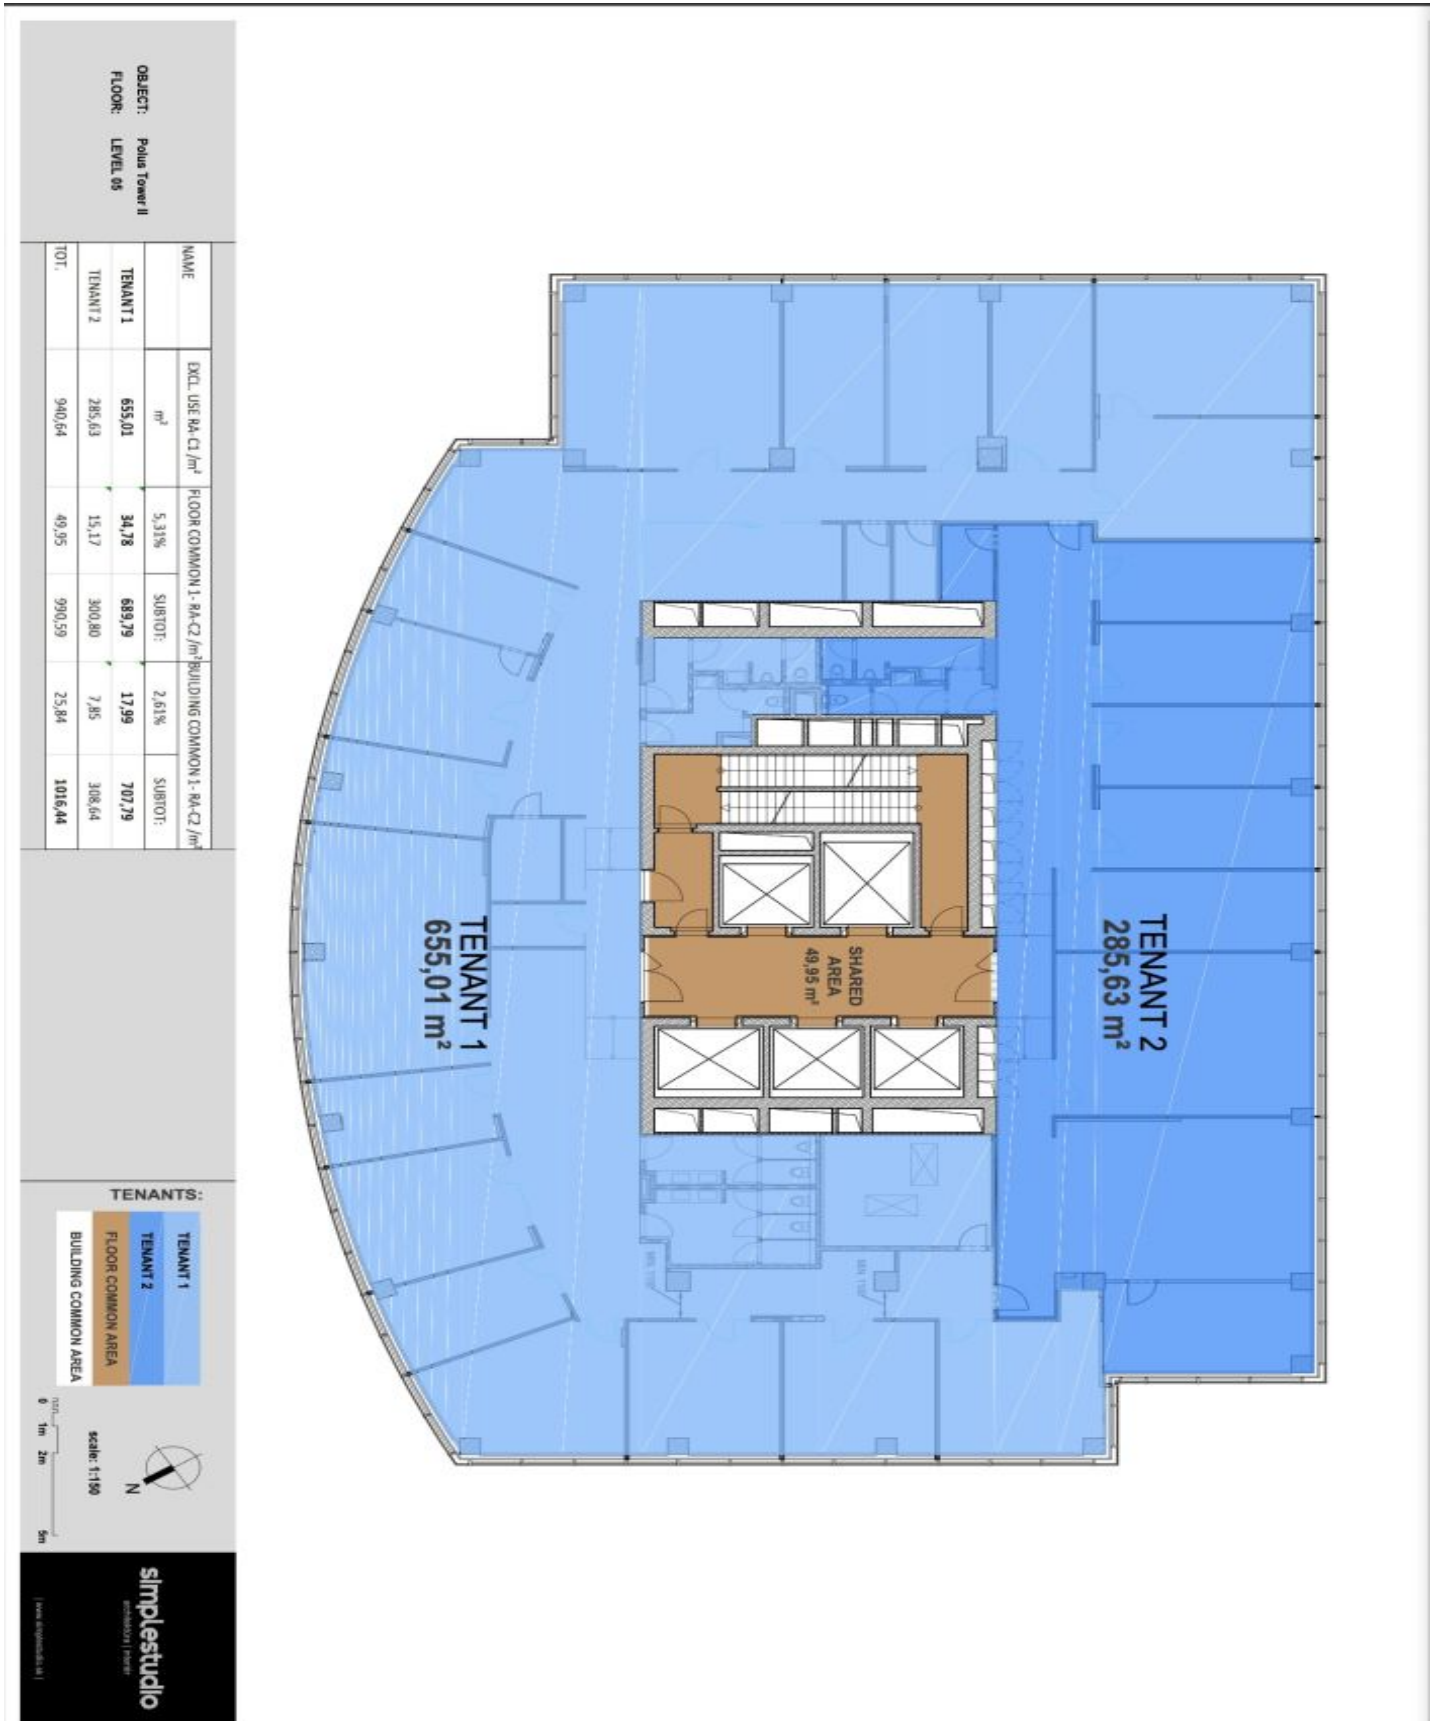 OBJECT: Polus Tower II
FLOOR: LEVEL 05
NAME EXCL. USE RA-C1 /m² FLOOR COMMON 1- RA-C2 /m² BUILDING COMMON 1- RA-C2 /m²
m² 5,31% SUBTOT: 2,61% SUBTOT:
TENANT 1 655,01 34,78 689,79 17,99 707,79
TENANT 2 285,63 15,17 300,80 7,85 308,64
TOT. 940,64 49,95 990,59 25,84 1016,44
TENANT 2
285,63 m²
SHARED
AREA
49,95 m²
TENANT 1
655,01 m²
TENANTS:
TENANT 1
TENANT 2
FLOOR COMMON AREA
BUILDING COMMON AREA
N
scale: 1:150
0 1m 2m 5m
simplestudio
architektúra | interiér
| www.simplestudio.sk |